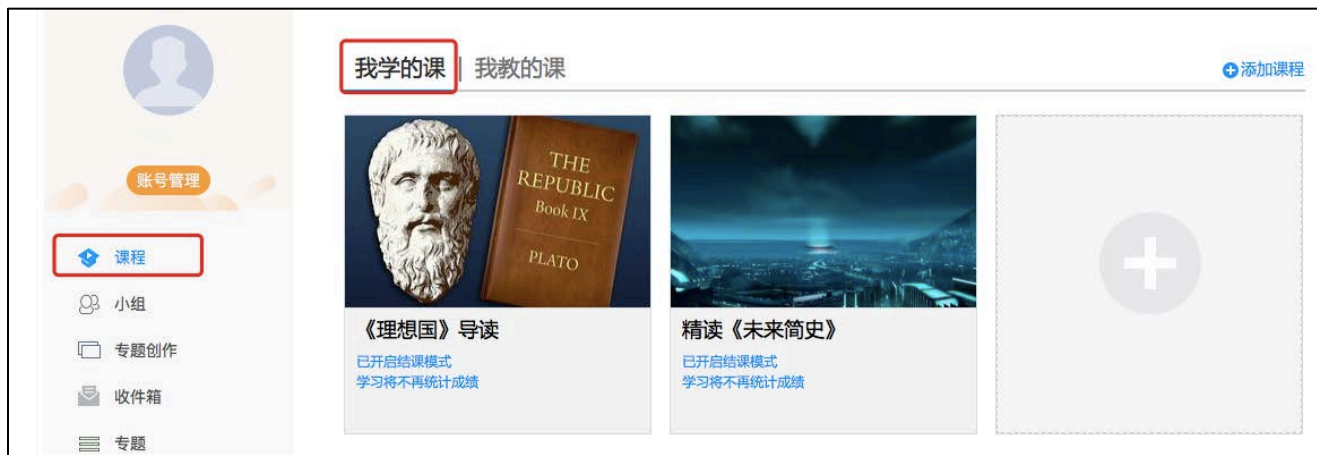 账号管理
课程
小组
专题创作
收件箱
专题
我学的课 | 我教的课
添加课程
THE
REPUBLIC
Book IX
PLATO
《理想国》导读
已开启结课模式
学习将不再统计成绩
精读《未来简史》
已开启结课模式
学习将不再统计成绩